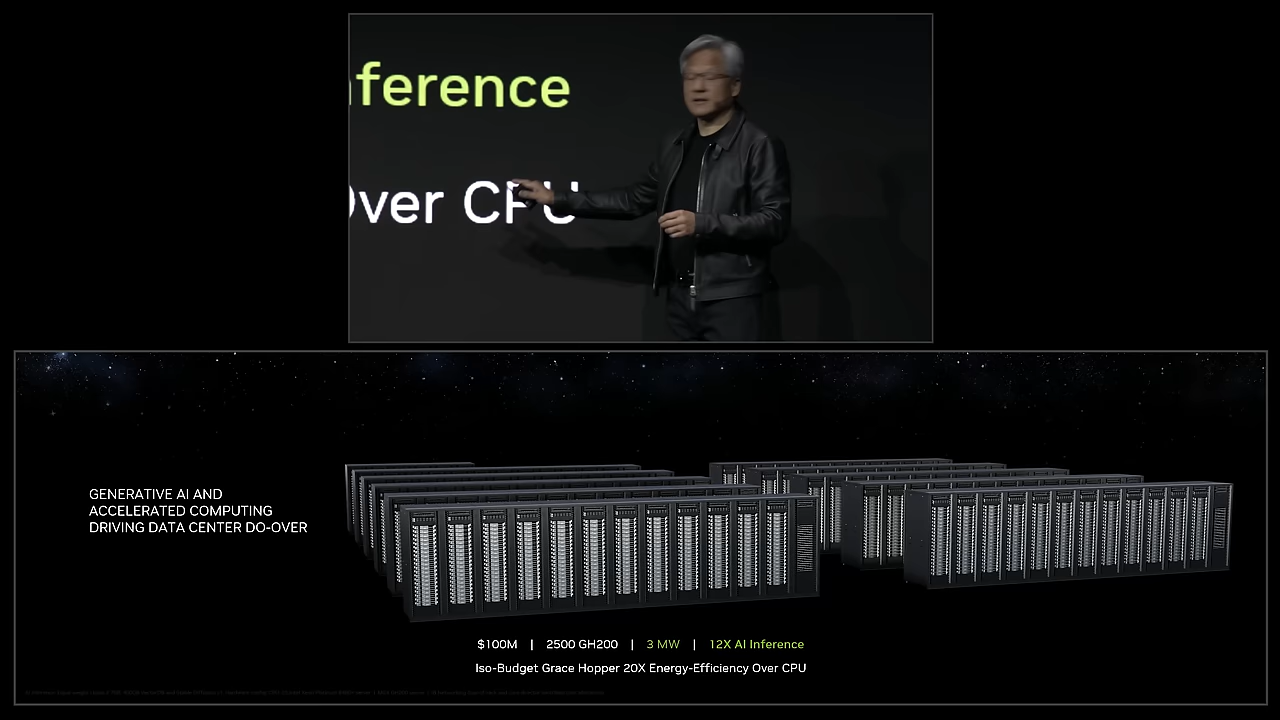 ference
ver CPU
GENERATIVE AI AND
ACCELERATED COMPUTING
DRIVING DATA CENTER DO-OVER
$100M | 2500 GH200 | 3 MW | 12X AI Inference
Iso-Budget Grace Hopper 20X Energy-Efficiency Over CPU